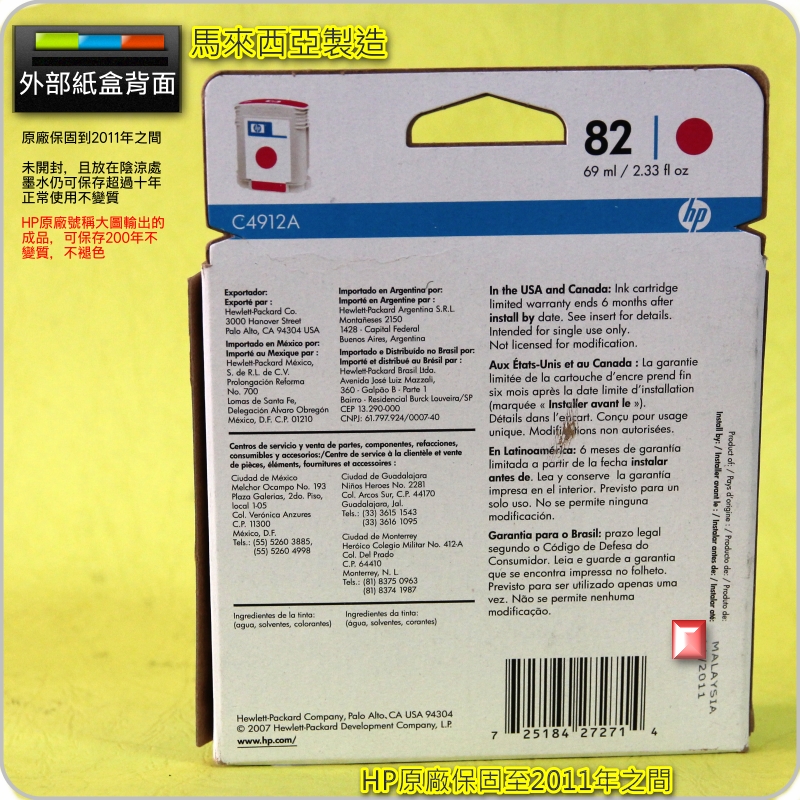 馬來西亞製造
外部紙盒背面
原廠保固到2011年之間
未開封，且放在陰涼處
墨水仍可保存超過十年
正常使用不變質
HP原廠號稱大圖輸出的
成品，可保存200年不
變質，不褪色
hp
82
69 ml / 2.33 fl oz
C4912A
hp
Exportador:
Exporté par :
Hewlett-Packard Co.
3000 Hanover Street
Palo Alto, CA 94304 USA
Importado en México por:
Importé au Mexique par :
Hewlett-Packard México,
S. de R.L. de C.V.
Prolongación Reforma
No. 700
Lomas de Santa Fe,
Delegación Alvaro Obregón
México, D.F. C.P. 01210
Importado en Argentina por:
Importé en Argentine par :
Hewlett-Packard Argentina S.R.L.
Montañeses 2150
1428 - Capital Federal
Buenos Aires, Argentina
Importado e Distribuído no Brasil por:
Importé et distribué au Brésil par :
Hewlett-Packard Brasil Ltda.
Avenida José Luiz Mazzali,
360 - Galpão B - Parte 1
Bairro - Residencial Burck Louveira/SP
CEP 13.290-000
CNPJ: 61.797.924/0007-40
Centros de servicio y venta de partes, componentes, refacciones,
consumibles y accesorios:/Centre de service à la clientèle et vente
de pièces, éléments, fournitures et accessoires :
Ciudad de México
Melchor Ocampo No. 193
Plaza Galerias, 2do. Piso,
local 1-05
Col. Verónica Anzures
C.P. 11300
México, D.F.
Tels.: (55) 5260 3885,
(55) 5260 4998
Ciudad de Guadalajara
Niños Heroes No. 2281
Col. Arcos Sur, C.P. 44170
Guadalajara, Jal.
Tels.: (33) 3615 1543
(33) 3616 1095
Ciudad de Monterrey
Heróico Colegio Militar No. 412-A
Col. Del Prado
C.P. 64410
Monterrey, N. L.
Tels.: (81) 8375 0963
(81) 8374 1987
Ingredientes de la tinta:
(agua, solventes, colorantes)
Ingredientes da tinta:
(água, solventes, corantes)
Hewlett-Packard Company, Palo Alto, CA USA 94304
© 2007 Hewlett-Packard Development Company, L.P.
www.hp.com/
In the USA and Canada: Ink cartridge
limited warranty ends 6 months after
install by date. See insert for details.
Intended for single use only.
Not licensed for modification.
Aux États-Unis et au Canada : La garantie
limitée de la cartouche d'encre prend fin
six mois après la date limite d'installation
(marquée « Installer avant le »).
Détails dans l'encart. Conçu pour usage
unique. Modifications non autorisées.
En Latinoamérica: 6 meses de garantía
limitada a partir de la fecha instalar
antes de. Lea y conserve la garantía
impresa en el interior. Previsto para un
solo uso. No se permite ninguna
modificación.
Garantia para o Brasil: prazo legal
segundo o Código de Defesa do
Consumidor. Leia e guarde a garantia
que se encontra impressa no folheto.
Previsto para ser utilizado apenas uma
vez. Não se permite nenhuma
modificação.
Product of: / Pays d'origine : / Producto de: / Produto de:
Install by: / Installer avant le : / Instalar antes de: / Instalar até:
MALAYSIA
/2011
7 25184 27271 4
HP原廠保固至2011年之間